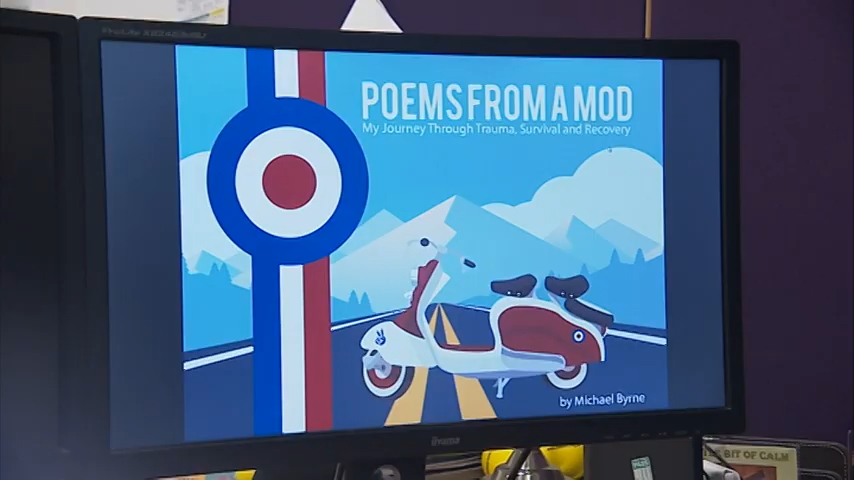 POEMS FROM A MOD
My Journey Through Trauma, Survival and Recovery
by Michael Byrne
iiyama
BIT OF CALM